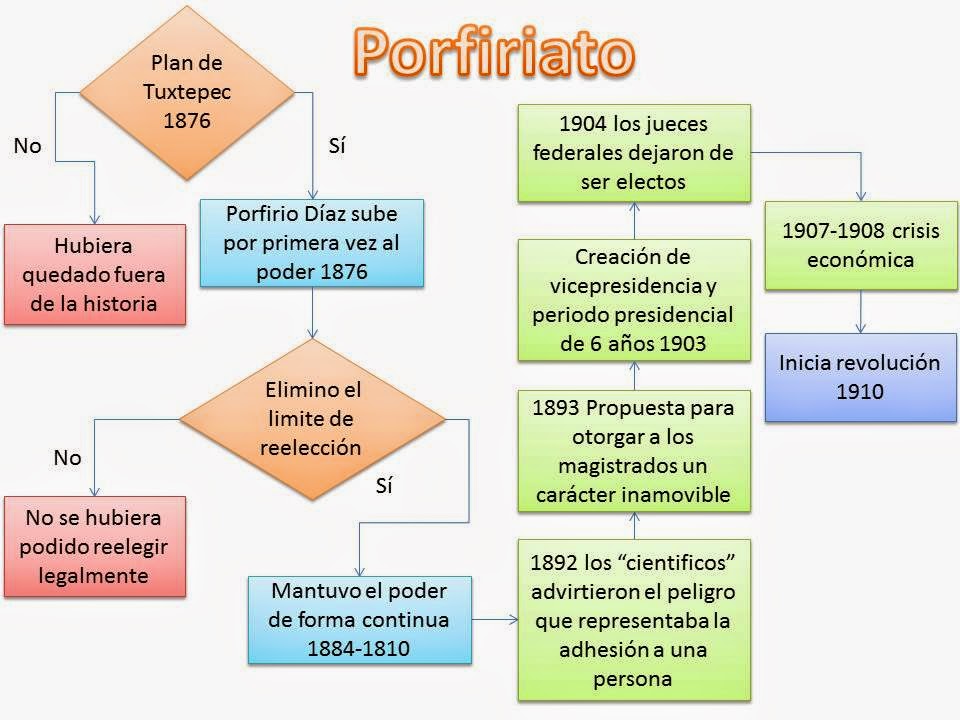 Porfiriato
Plan de
Tuxtepec
1876
No
Sí
Hubiera
quedado fuera
de la historia
Porfirio Díaz sube
por primera vez al
poder 1876
Elimino el
limite de
reelección
No
Sí
No se hubiera
podido reelegir
legalmente
Mantuvo el poder
de forma continua
1884-1810
1892 los “cientificos”
advirtieron el peligro
que representaba la
adhesión a una
persona
1893 Propuesta para
otorgar a los
magistrados un
carácter inamovible
Creación de
vicepresidencia y
periodo presidencial
de 6 años 1903
1904 los jueces
federales dejaron de
ser electos
1907-1908 crisis
económica
Inicia revolución
1910